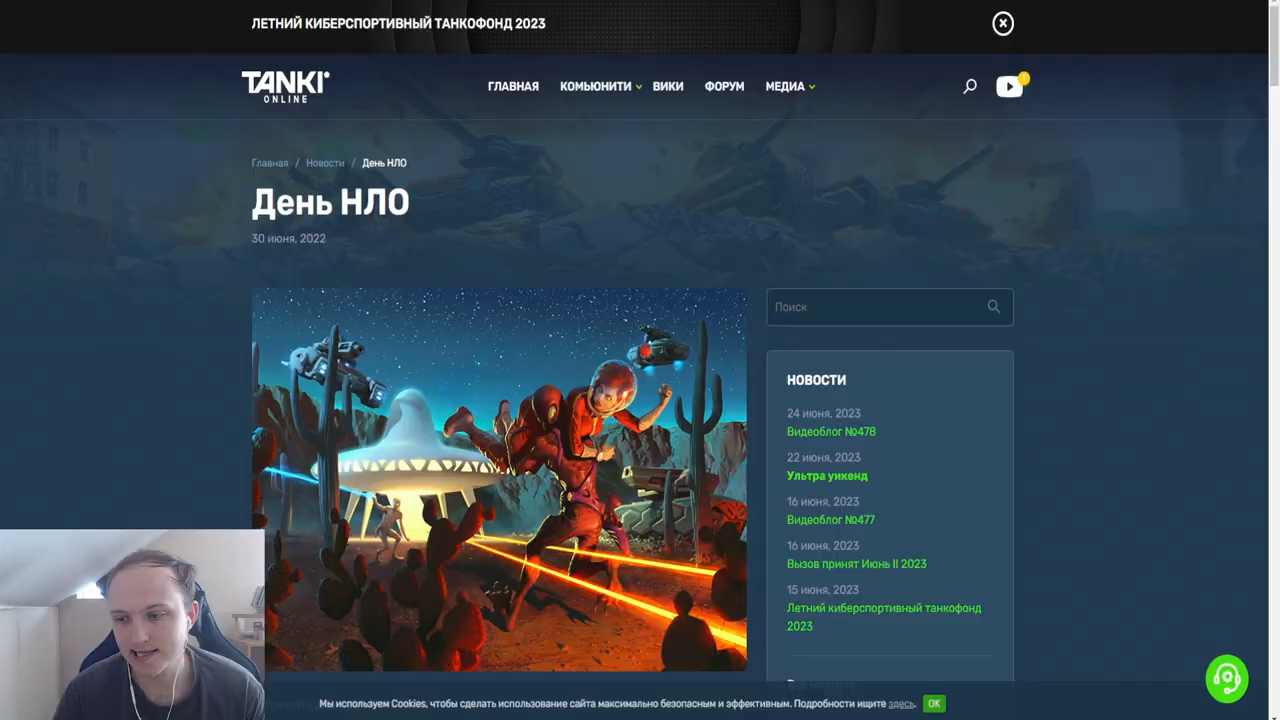 ЛЕТНИЙ КИБЕРСПОРТИВНЫЙ ТАНКОФОНД 2023
TANKI
ONLINE
ГЛАВНАЯ КОМЬЮНИТИ ВИКИ ФОРУМ МЕДИА
1
Главная / Новости / День НЛО
День НЛО
30 июня, 2022
Поиск
НОВОСТИ
24 июня, 2023
Видеоблог №478
22 июня, 2023
Ультра уикенд
16 июня, 2023
Видеоблог №477
16 июня, 2023
Вызов принят Июнь II 2023
15 июня, 2023
Летний киберспортивный танкофонд
2023
Мы используем Cookies, чтобы сделать использование сайта максимально безопасным и эффективным. Подробности ищите здесь. OK